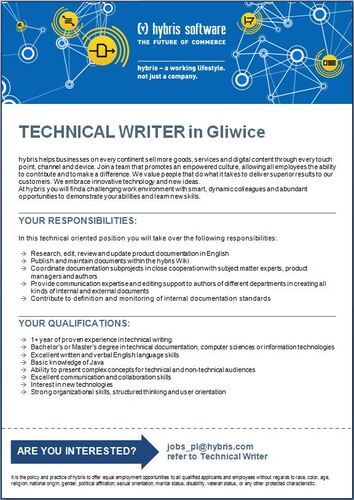 (y) hybris software
THE FUTURE OF COMMERCE
hybris – a working lifestyle.
not just a company.
TECHNICAL WRITER in Gliwice
hybris helps businesses on every continent sell more goods, services and digital content through every touch
point, channel and device. Join a team that promotes an empowered culture, allowing all employees the ability
to contribute and to make a difference. We value people that do what it takes to deliver superior results to our
customers. We embrace innovative technology and new ideas.
At hybris you will find a challenging work environment with smart, dynamic colleagues and abundant
opportunities to demonstrate your abilities and learn new skills.
YOUR RESPONSIBILITIES:
In this technical oriented position you will take over the following responsibilities:
→ Research, edit, review and update product documentation in English
→ Publish and maintain documents within the hybris Wiki
→ Coordinate documentation subprojects in close cooperation with subject matter experts, product
managers and authors
→ Provide communication expertise and editing support to authors of different departments in creating all
kinds of internal and external documents
→ Contribute to definition and monitoring of internal documentation standards
YOUR QUALIFICATIONS:
→ 1+ year of proven experience in technical writing
→ Bachelor's or Master's degree in technical documentation, computer sciences or information technologies
→ Excellent written and verbal English language skills
→ Basic knowledge of Java
→ Ability to present complex concepts for technical and non-technical audiences
→ Excellent communication and collaboration skills
→ Interest in new technologies
→ Strong organizational skills, structured thinking and user orientation
ARE YOU INTERESTED?
jobs_pl@hybris.com
refer to Technical Writer
It is the policy and practice of hybris to offer equal employment opportunities to all qualified applicants and employees without regards to race, color, age,
religion, national origin, gender, political affiliation, sexual orientation, marital status, disability, veteran status, or any other protected characteristic.